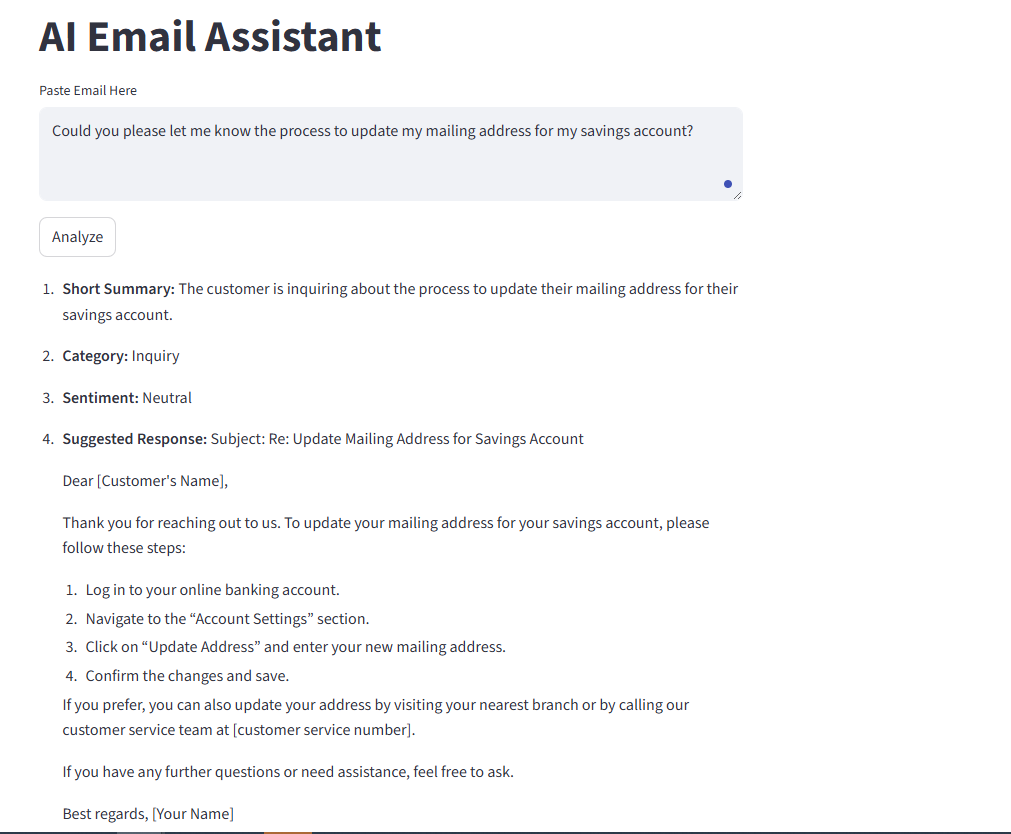 AI Email Assistant
Paste Email Here
Could you please let me know the process to update my mailing address for my savings account?
Analyze
1. Short Summary: The customer is inquiring about the process to update their mailing address for their
savings account.
2. Category: Inquiry
3. Sentiment: Neutral
4. Suggested Response: Subject: Re: Update Mailing Address for Savings Account
Dear [Customer's Name],
Thank you for reaching out to us. To update your mailing address for your savings account, please
follow these steps:
1. Log in to your online banking account.
2. Navigate to the “Account Settings” section.
3. Click on “Update Address” and enter your new mailing address.
4. Confirm the changes and save.
If you prefer, you can also update your address by visiting your nearest branch or by calling our
customer service team at [customer service number].
If you have any further questions or need assistance, feel free to ask.
Best regards, [Your Name]